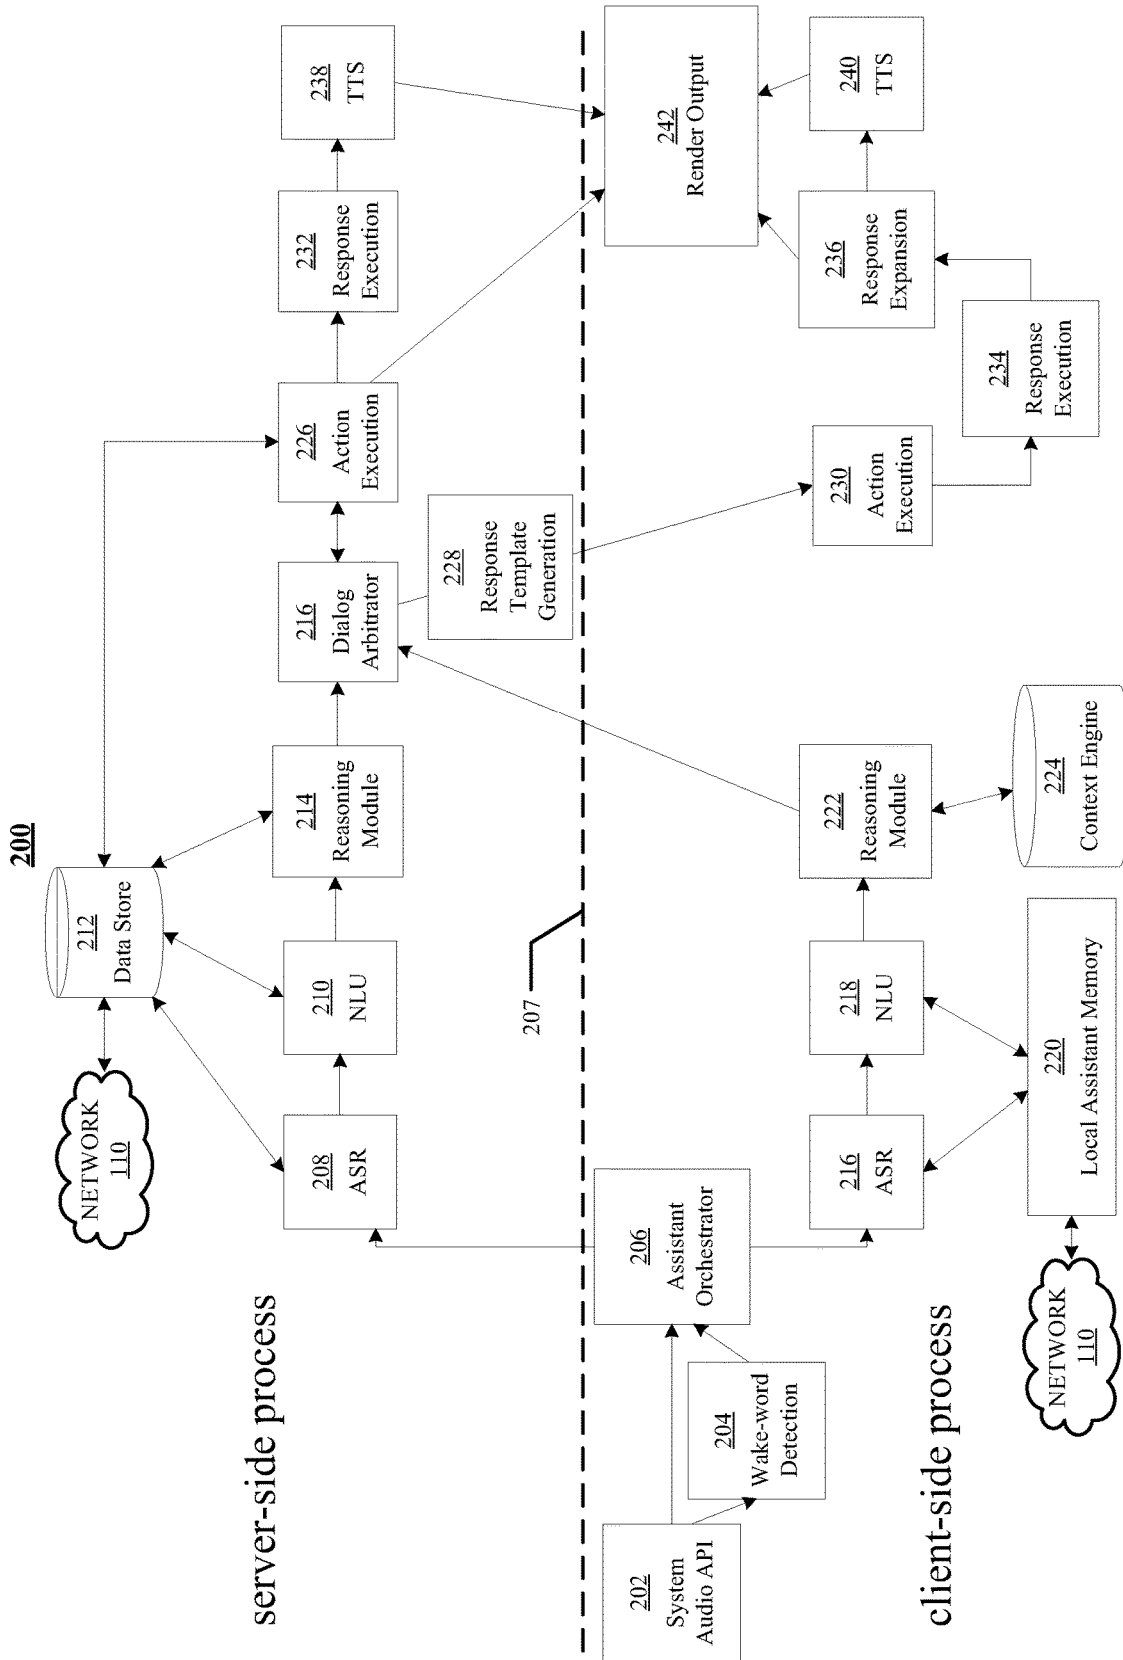 200
server-side process
NETWORK
110
212
Data Store
208
ASR
210
NLU
214
Reasoning
Module
216
Dialog
Arbitrator
226
Action
Execution
232
Response
Execution
238
TTS
228
Response
Template
Generation
207
202
System
Audio API
204
Wake-word
Detection
206
Assistant
Orchestrator
242
Render Output
client-side process
216
ASR
218
NLU
222
Reasoning
Module
230
Action
Execution
234
Response
Execution
236
Response
Expansion
240
TTS
NETWORK
110
220
Local Assistant Memory
224
Context Engine